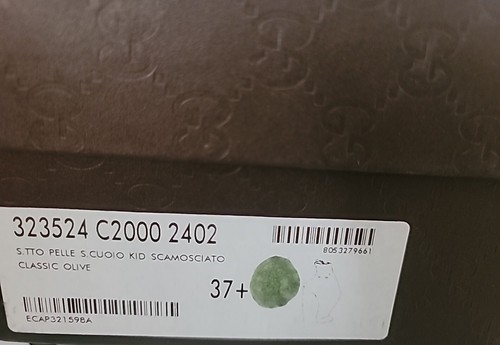 323524 C2000 2402
S.TTO PELLE S.CUOIO KID SCAMOSCIATO
CLASSIC OLIVE
8053279661
37+
ECAP321598A